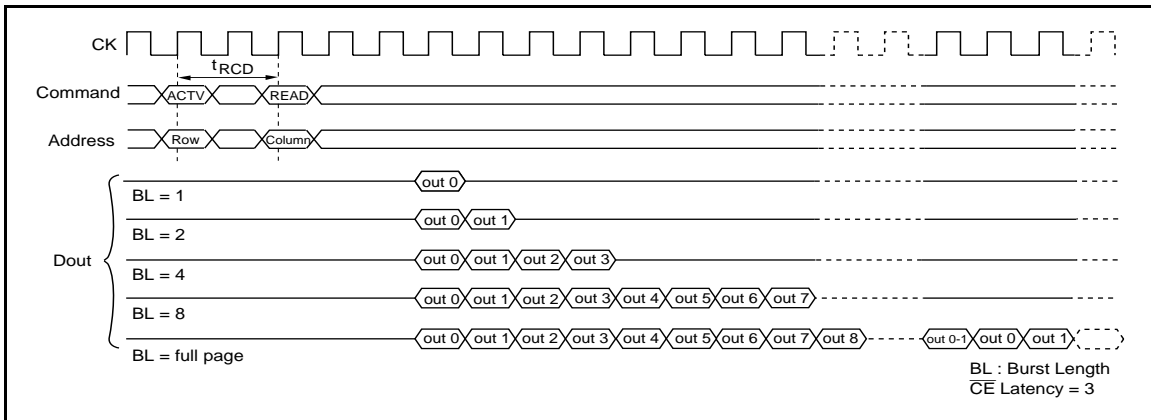 CK
tRCD
Command ACTV READ
Address Row Column
out 0
BL = 1
out 0 out 1
BL = 2
Dout
out 0 out 1 out 2 out 3
BL = 4
out 0 out 1 out 2 out 3 out 4 out 5 out 6 out 7
BL = 8
out 0 out 1 out 2 out 3 out 4 out 5 out 6 out 7 out 8 out 0-1 out 0 out 1
BL = full page
BL : Burst Length
CE Latency = 3